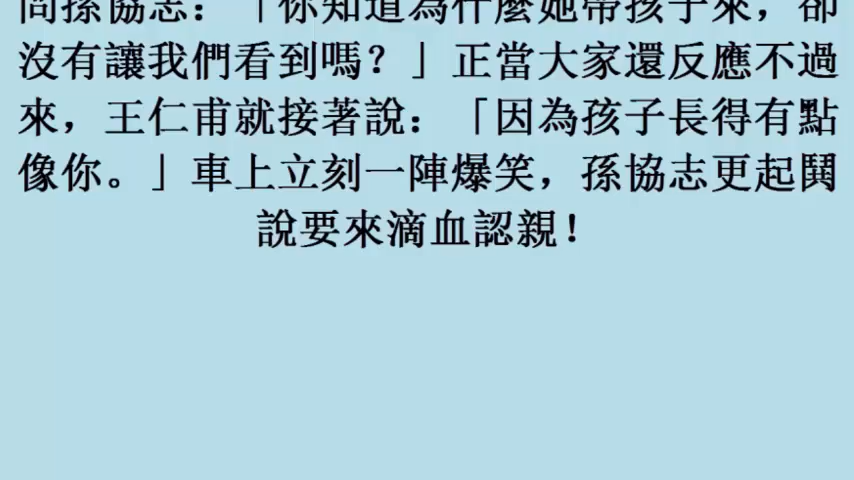 問孫協志：「你知道為什麼她帶孩子來，卻
沒有讓我們看到嗎？」正當大家還反應不過
來，王仁甫就接著說：「因為孩子長得有點
像你。」車上立刻一陣爆笑，孫協志更起鬨
說要來滴血認親！